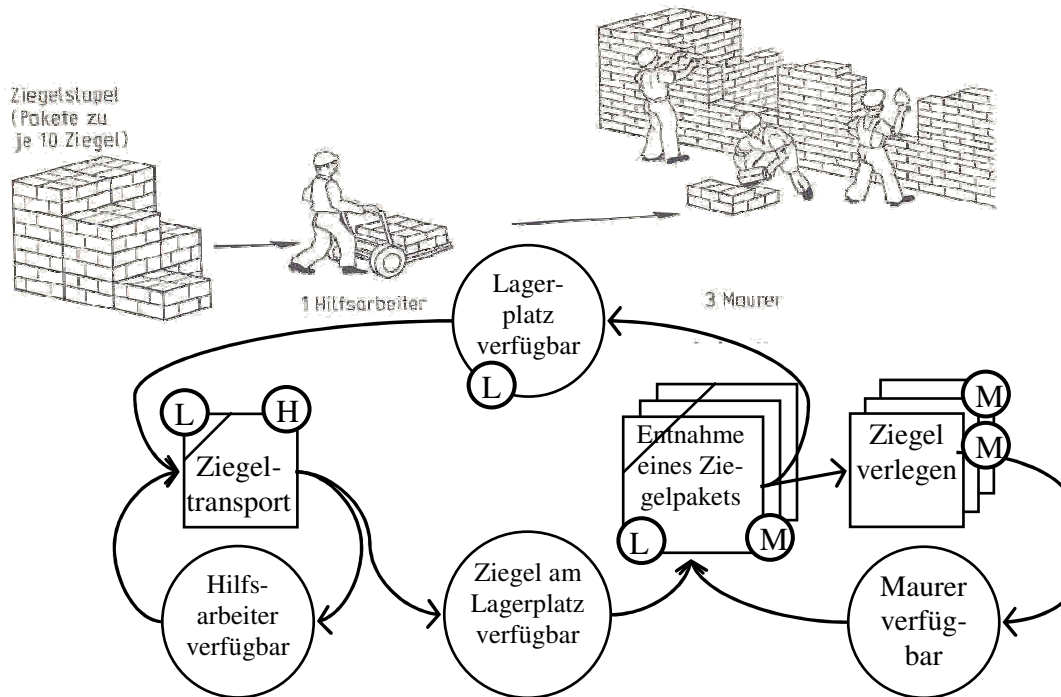 Ziegelstapel
(Pakete zu
je 10 Ziegel)
1 Hilfsarbeiter
3 Maurer
Lager-
platz
verfügbar
L
L
H
Ziegel-
transport
Entnahme
eines Zie-
gelpakets
L
M
Ziegel
verlegen
M
M
Hilfs-
arbeiter
verfügbar
Ziegel am
Lagerplatz
verfügbar
Maurer
verfüg-
bar